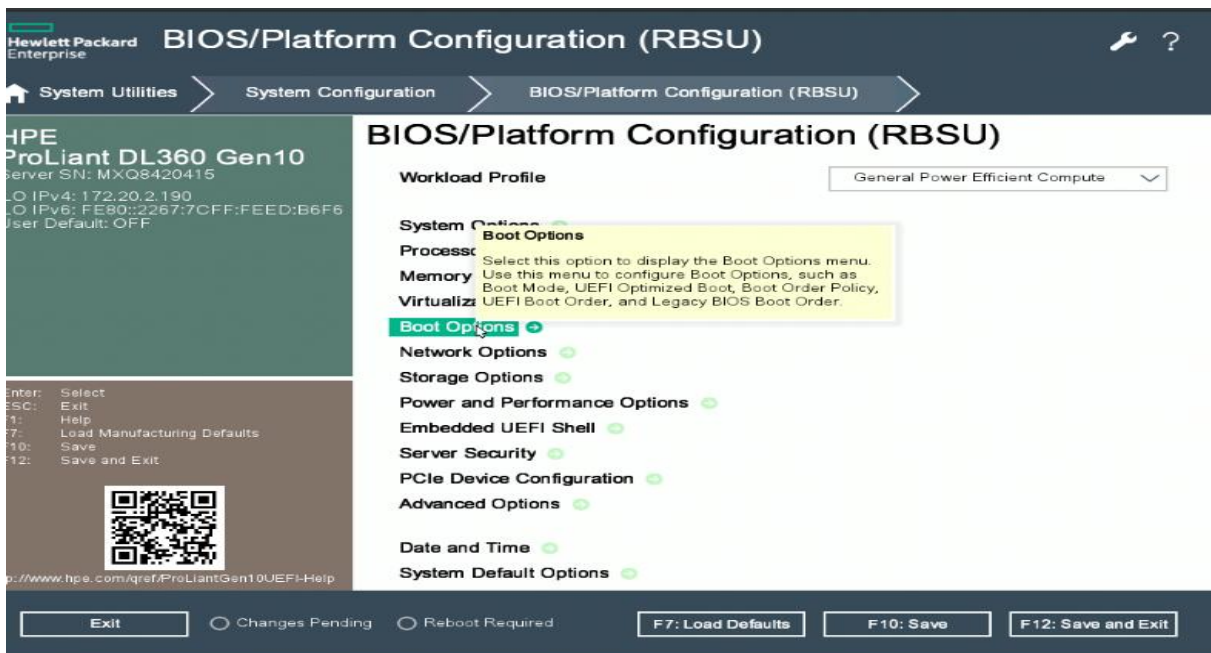 Hewlett Packard
Enterprise
BIOS/Platform Configuration (RBSU)
?
System Utilities
System Configuration
BIOS/Platform Configuration (RBSU)
HPE
ProLiant DL360 Gen10
Server SN: MXQ8420415
LO IPv4: 172.20.2.190
LO IPv6: FE80::2267:7CFF:FEED:B6F6
User Default: OFF
Enter: Select
ESC: Exit
F1: Help
F7: Load Manufacturing Defaults
F10: Save
F12: Save and Exit
p://www.hpe.com/qref/ProLiantGen10UEFI-Help
BIOS/Platform Configuration (RBSU)
Workload Profile
General Power Efficient Compute
System Options
Boot Options
Select this option to display the Boot Options menu.
Use this menu to configure Boot Options, such as
Boot Mode, UEFI Optimized Boot, Boot Order Policy,
UEFI Boot Order, and Legacy BIOS Boot Order.
Processo
Memory
Virtualiza
Boot Options
Network Options
Storage Options
Power and Performance Options
Embedded UEFI Shell
Server Security
PCIe Device Configuration
Advanced Options
Date and Time
System Default Options
Exit
Changes Pending
Reboot Required
F7: Load Defaults
F10: Save
F12: Save and Exit